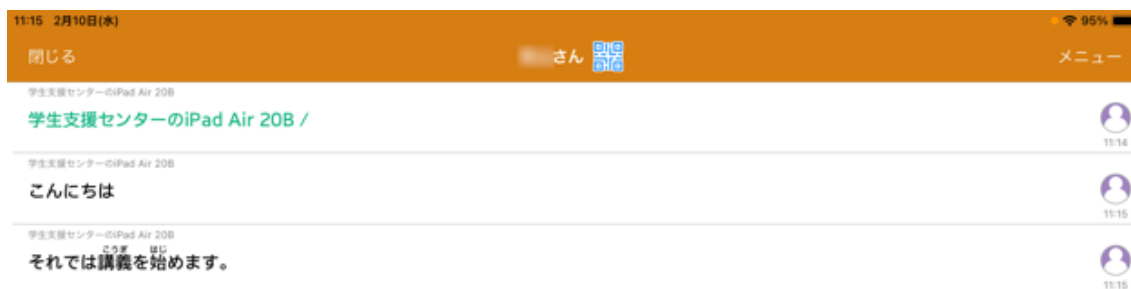 11:15 2月10日(水)
95%
閉じる
さん
メニュー
学生支援センターのiPad Air 20B
学生支援センターのiPad Air 20B /
11:14
学生支援センターのiPad Air 20B
こんにちは
11:15
学生支援センターのiPad Air 20B
こうぎ はじ
それでは講義を始めます。
11:15